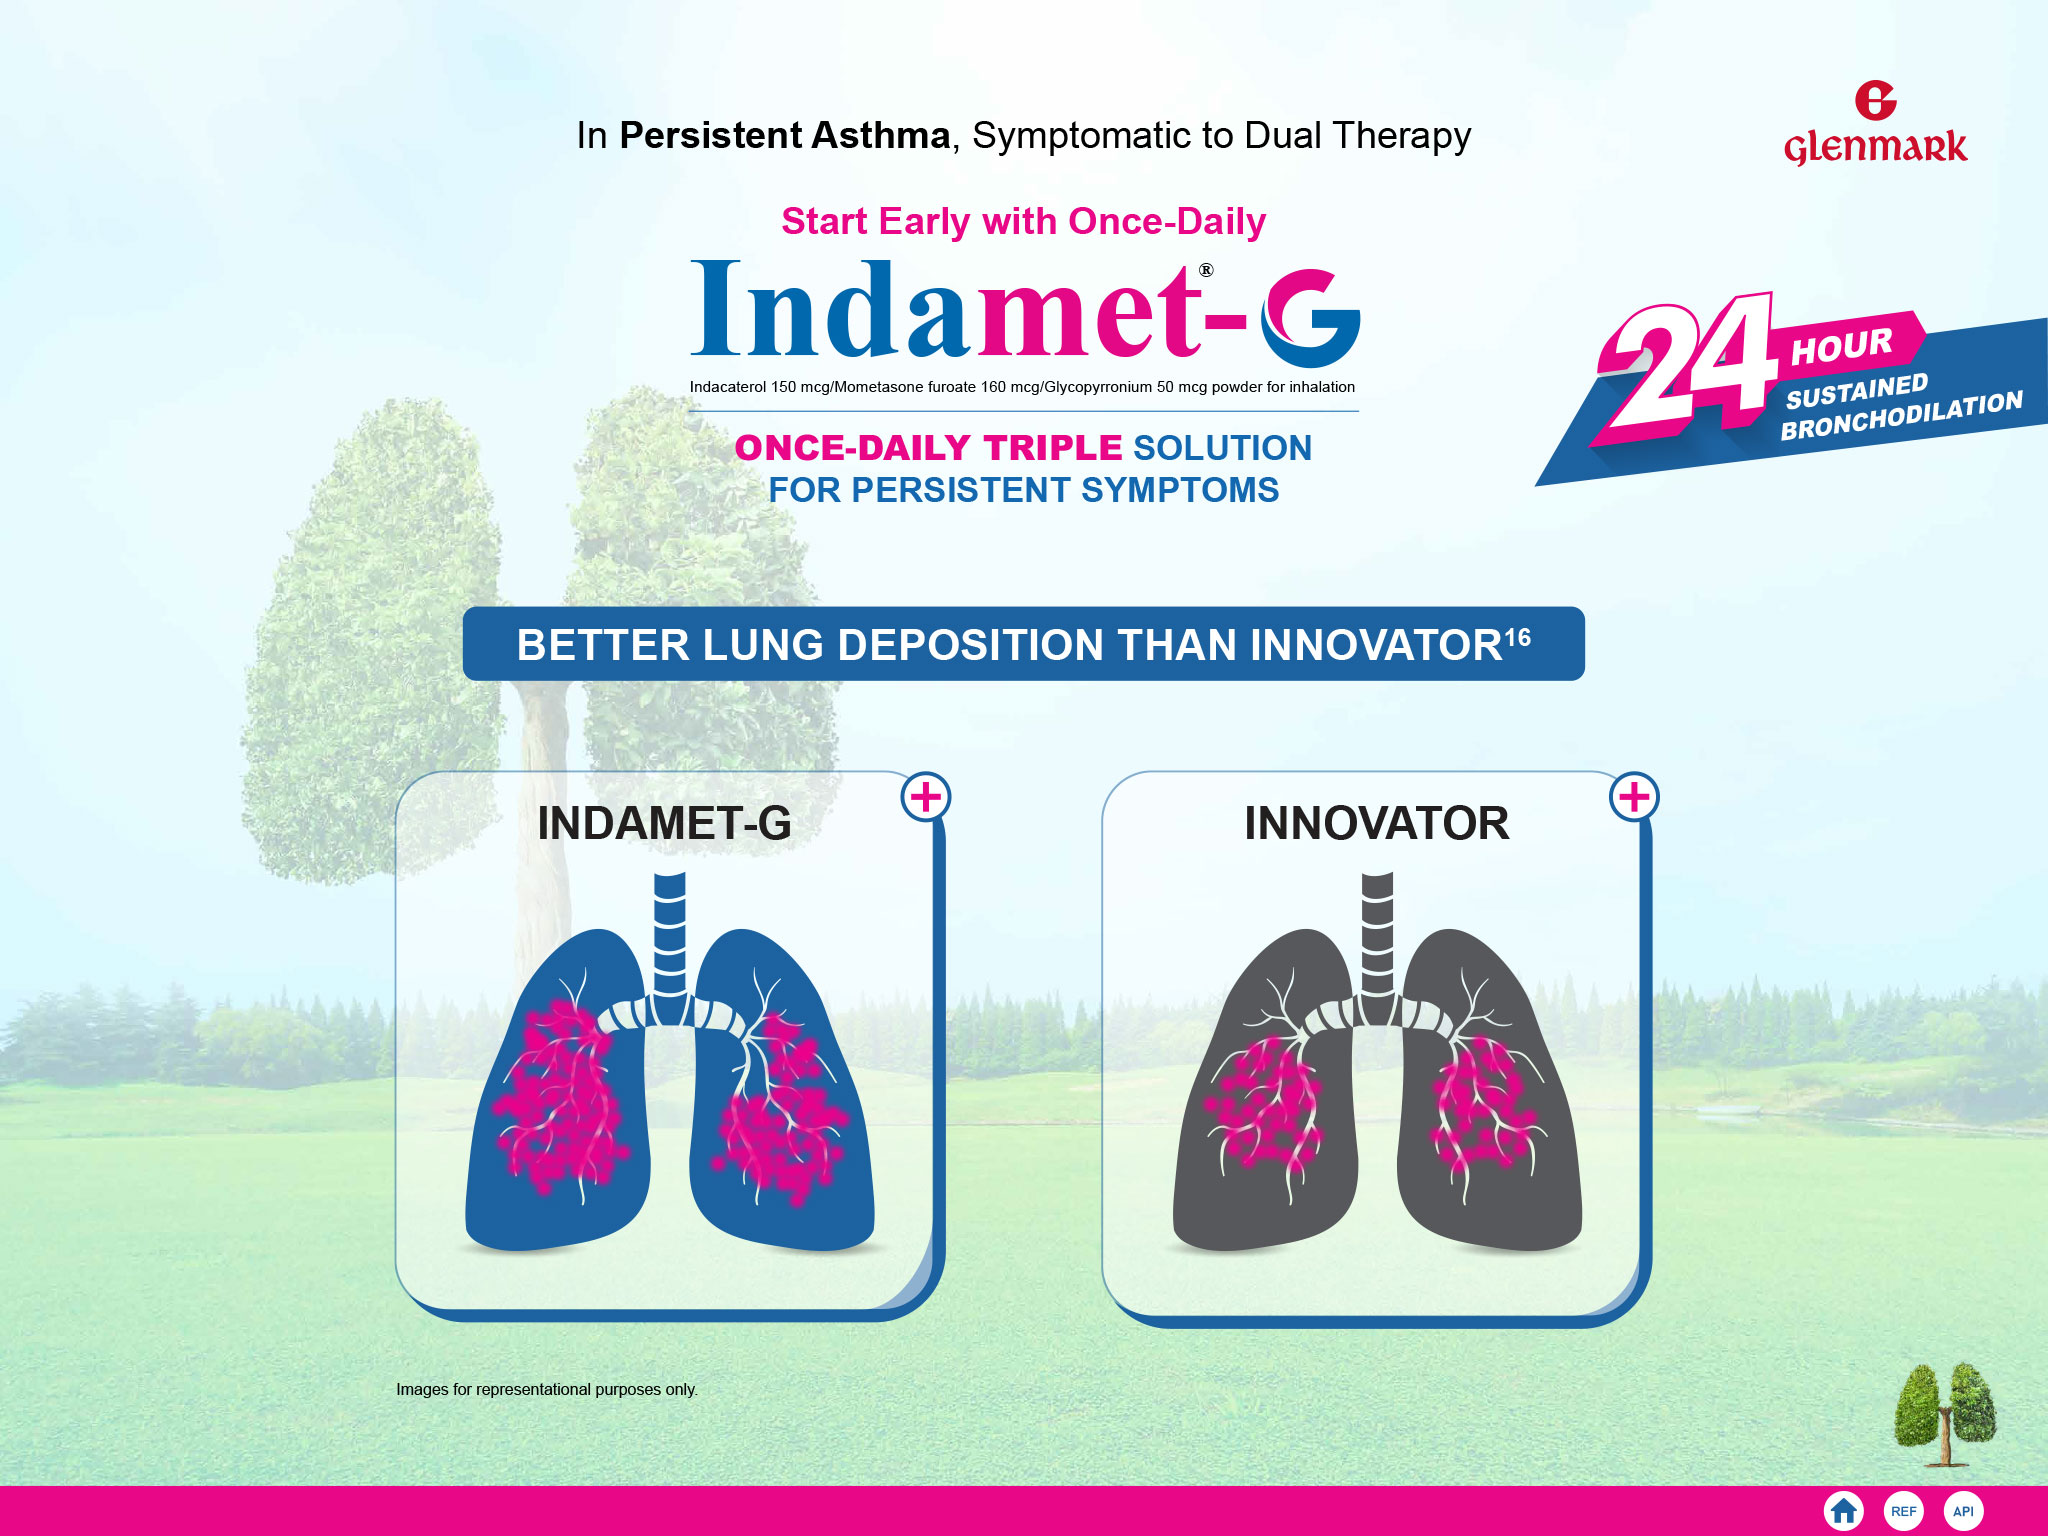 In Persistent Asthma, Symptomatic to Dual Therapy
glenmark
Start Early with Once-Daily
Indamet®-G
Indacaterol 150 mcg/Mometasone furoate 160 mcg/Glycopyrronium 50 mcg powder for inhalation
24 HOUR
SUSTAINED
BRONCHODILATION
ONCE-DAILY TRIPLE SOLUTION
FOR PERSISTENT SYMPTOMS
BETTER LUNG DEPOSITION THAN INNOVATOR¹⁶
INDAMET-G
INNOVATOR
Images for representational purposes only.
REF
API